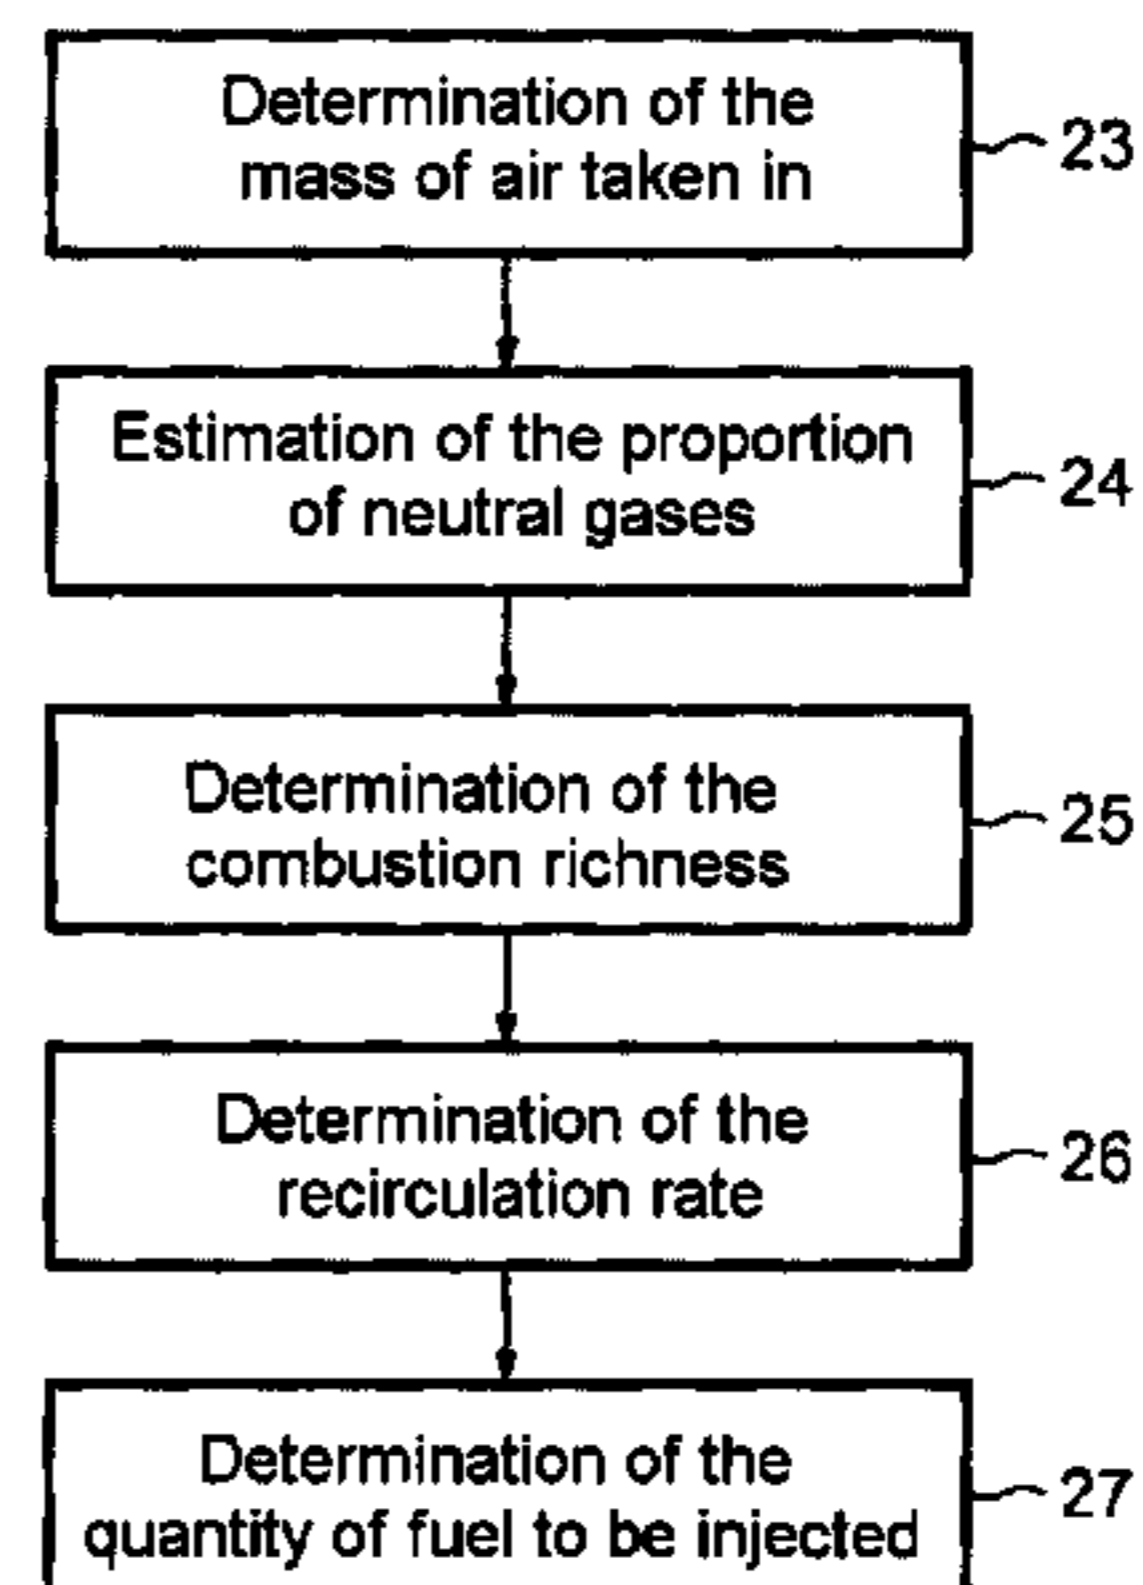 Determination of the
mass of air taken in
23
Estimation of the proportion
of neutral gases
24
Determination of the
combustion richness
25
Determination of the
recirculation rate
26
Determination of the
quantity of fuel to be injected
27